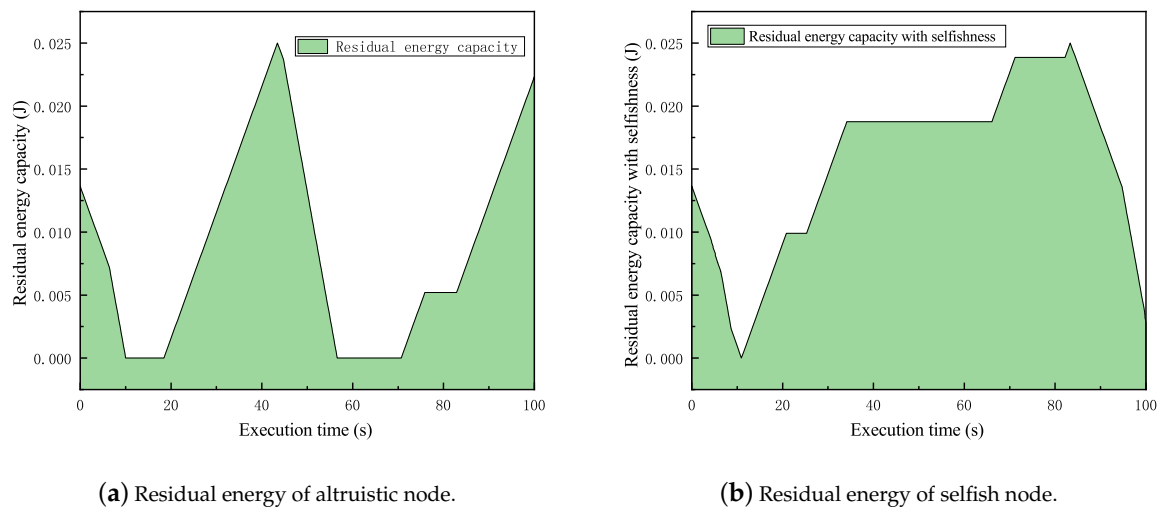 Residual energy capacity
Residual energy capacity (J)
0.025
0.020
0.015
0.010
0.005
0.000
0 20 40 60 80 100
Execution time (s)
(a) Residual energy of altruistic node.
Residual energy capacity with selfishness
Residual energy capacity with selfishness (J)
0.025
0.020
0.015
0.010
0.005
0.000
0 20 40 60 80 100
Execution time (s)
(b) Residual energy of selfish node.